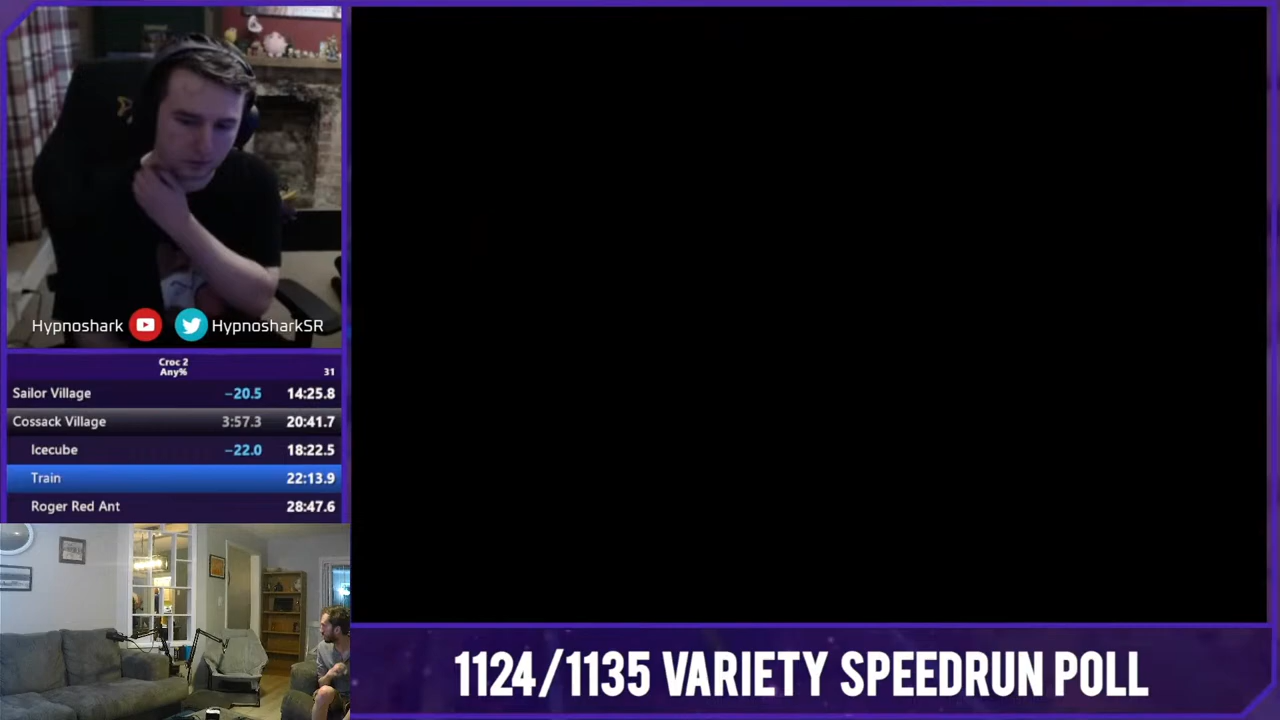 Hypnoshark HypnosharkSR
Croc 2
Any% 31
Sailor Village −20.5 14:25.8
Cossack Village 3:57.3 20:41.7
Icecube −22.0 18:22.5
Train 22:13.9
Roger Red Ant 28:47.6
1124/1135 VARIETY SPEEDRUN POLL